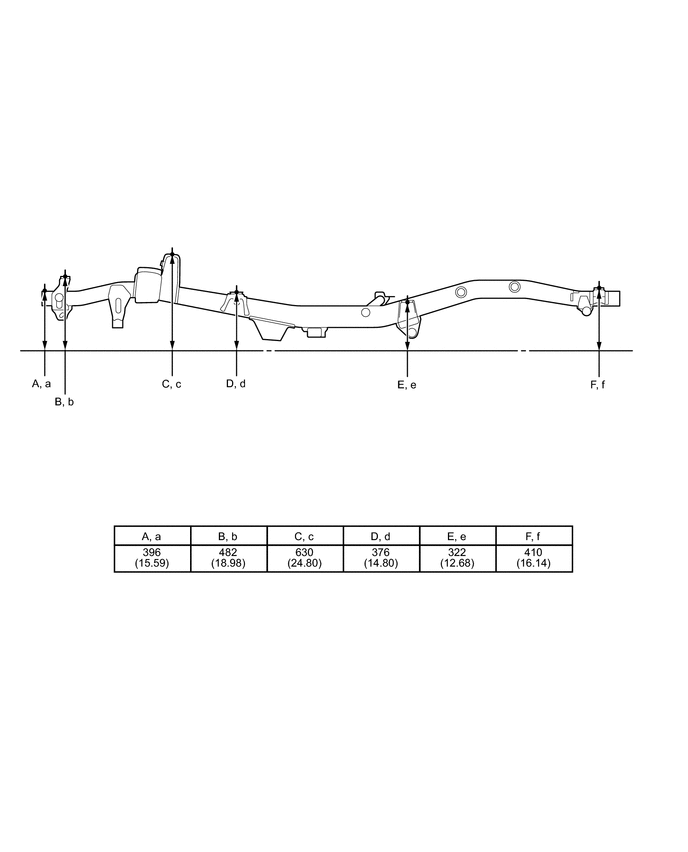 A, a
B, b
C, c
D, d
E, e
F, f
A, a B, b C, c D, d E, e F, f
396 482 630 376 322 410
(15.59) (18.98) (24.80) (14.80) (12.68) (16.14)